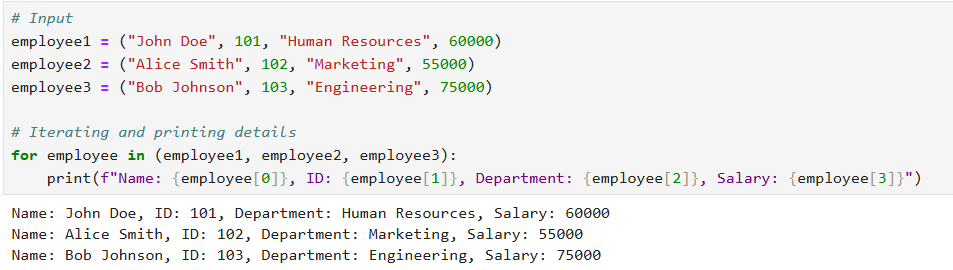 # Input
employee1 = ("John Doe", 101, "Human Resources", 60000)
employee2 = ("Alice Smith", 102, "Marketing", 55000)
employee3 = ("Bob Johnson", 103, "Engineering", 75000)
# Iterating and printing details
for employee in (employee1, employee2, employee3):
    print(f"Name: {employee[0]}, ID: {employee[1]}, Department: {employee[2]}, Salary: {employee[3]}")
Name: John Doe, ID: 101, Department: Human Resources, Salary: 60000
Name: Alice Smith, ID: 102, Department: Marketing, Salary: 55000
Name: Bob Johnson, ID: 103, Department: Engineering, Salary: 75000